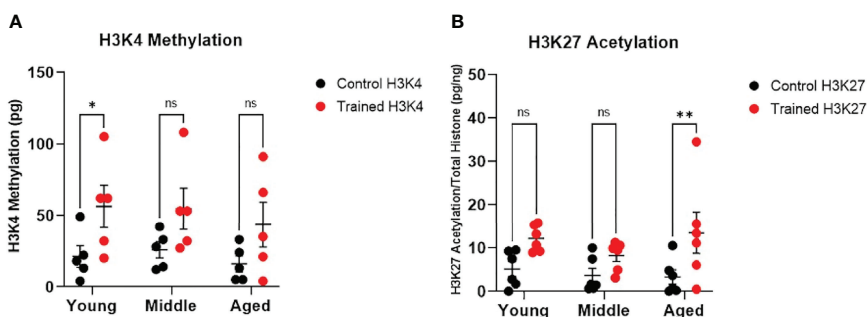 A
H3K4 Methylation
H3K4 Methylation (pg)
150
100
50
0
*
ns
ns
Young
Middle
Aged
Control H3K4
Trained H3K4
B
H3K27 Acetylation
H3K27 Acetylation/Total Histone (pg/ng)
50
40
30
20
10
0
ns
ns
**
Young
Middle
Aged
Control H3K27
Trained H3K27